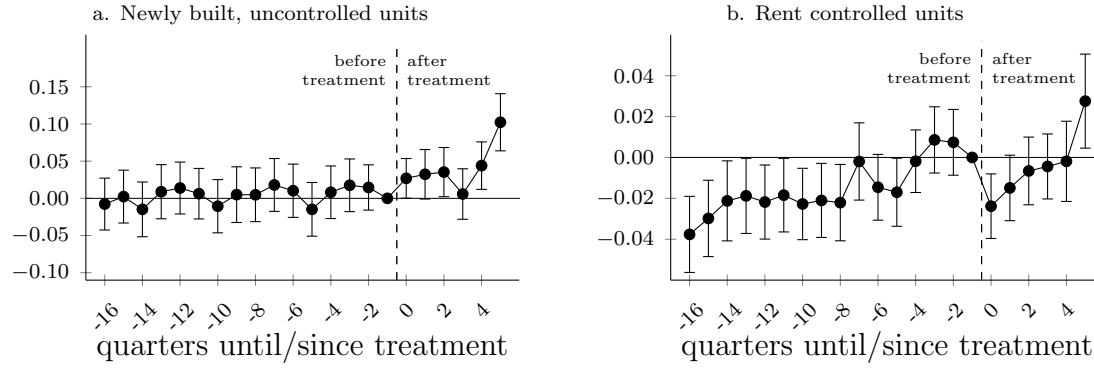 a. Newly built, uncontrolled units
before
treatment
after
treatment
0.15
0.10
0.05
0.00
−0.05
−0.10
-16
-14
-12
-10
-8
-6
-4
-2
0
2
4
quarters until/since treatment
b. Rent controlled units
before
treatment
after
treatment
0.04
0.02
0.00
−0.02
−0.04
-16
-14
-12
-10
-8
-6
-4
-2
0
2
4
quarters until/since treatment